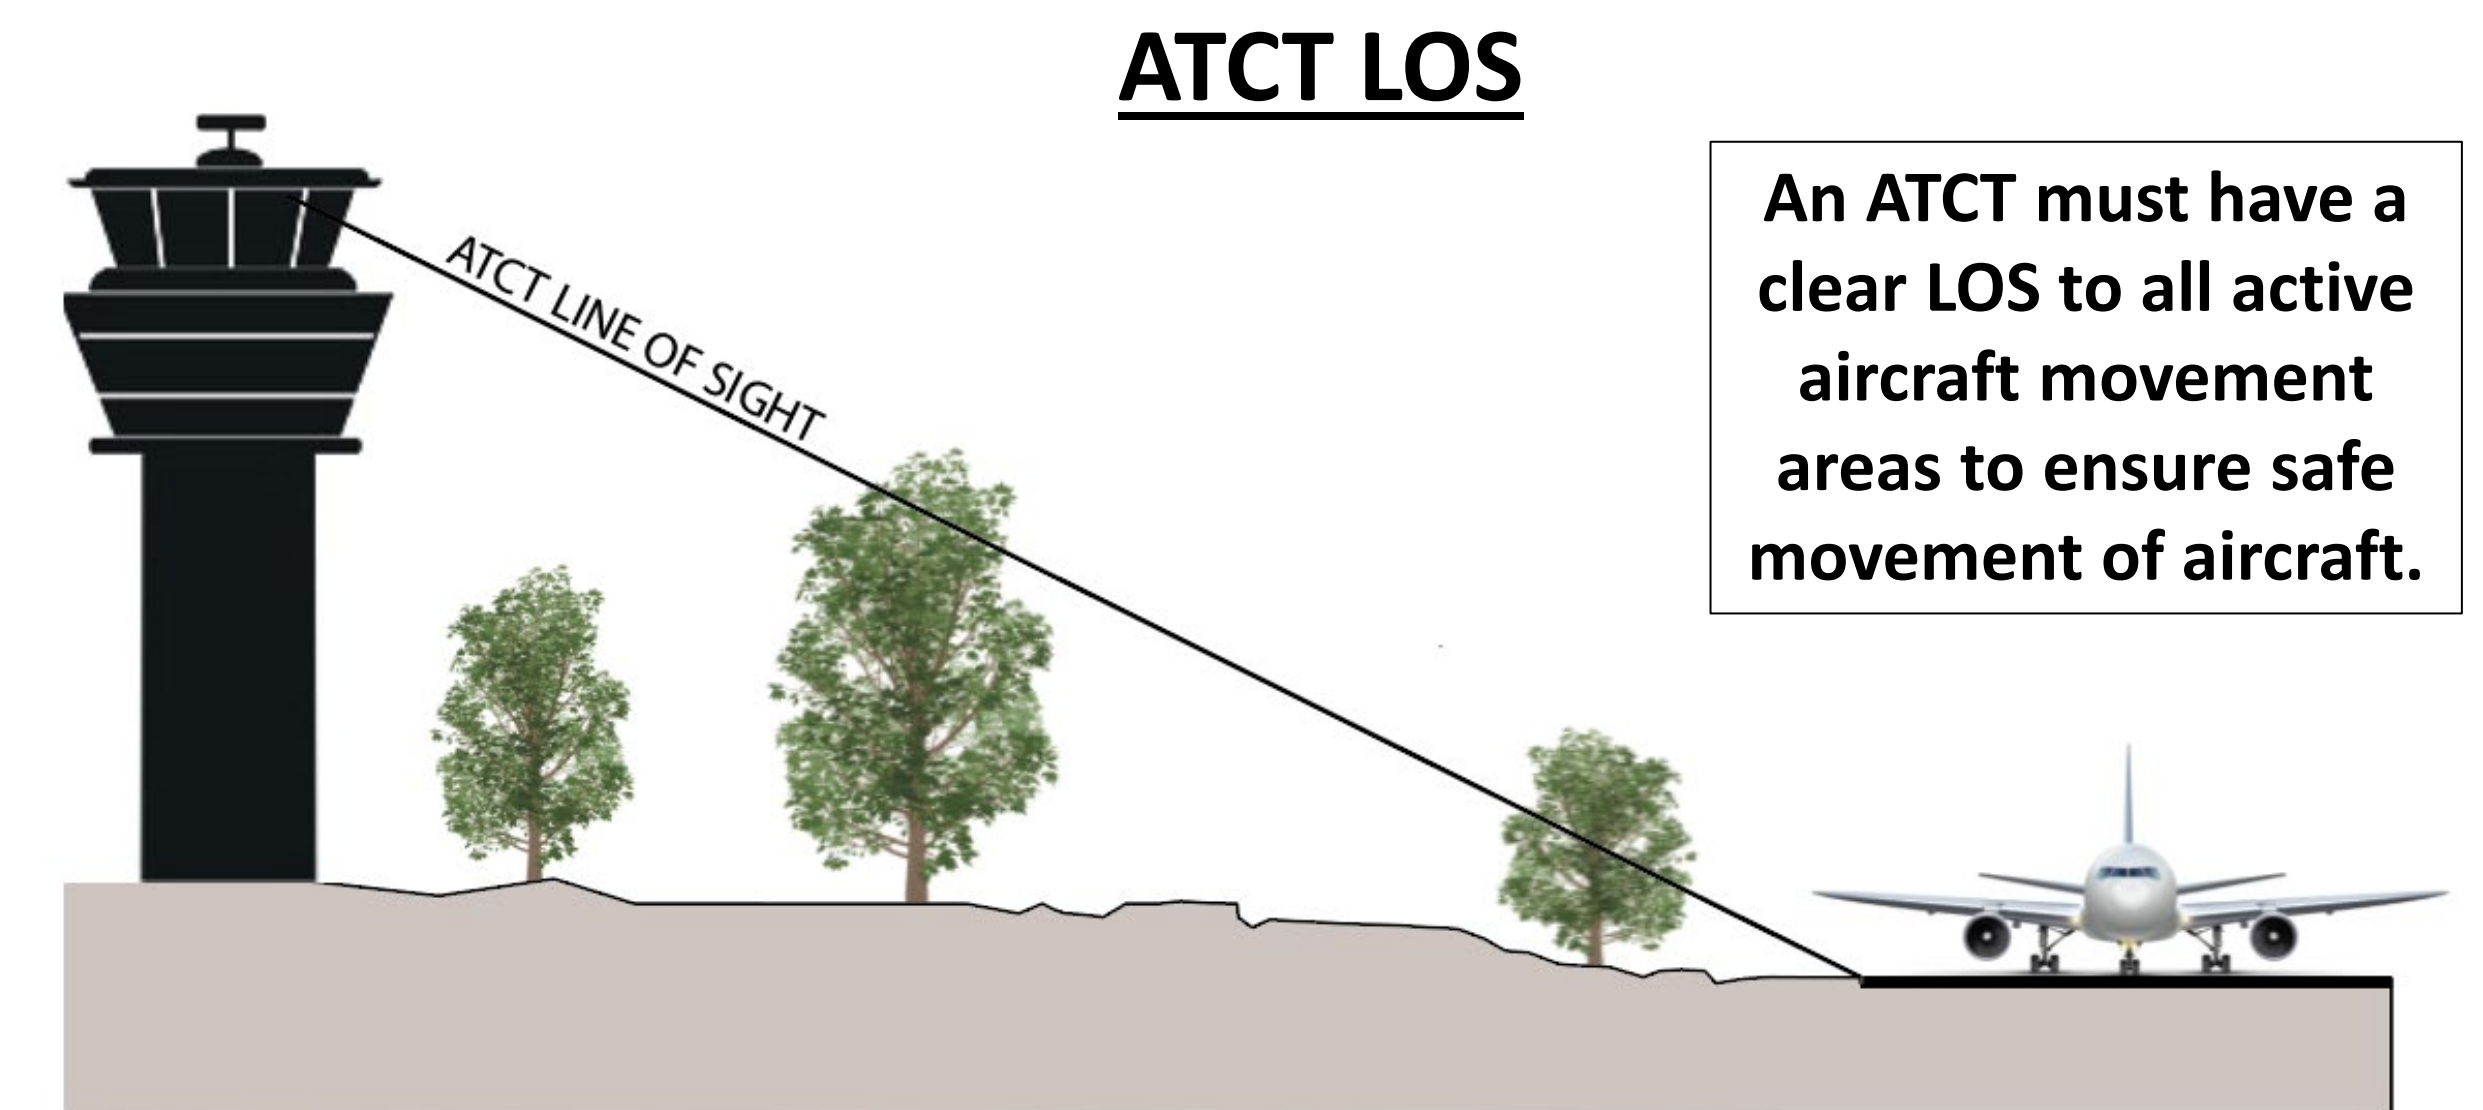 ATCT LOS
ATCT LINE OF SIGHT
An ATCT must have a
clear LOS to all active
aircraft movement
areas to ensure safe
movement of aircraft.